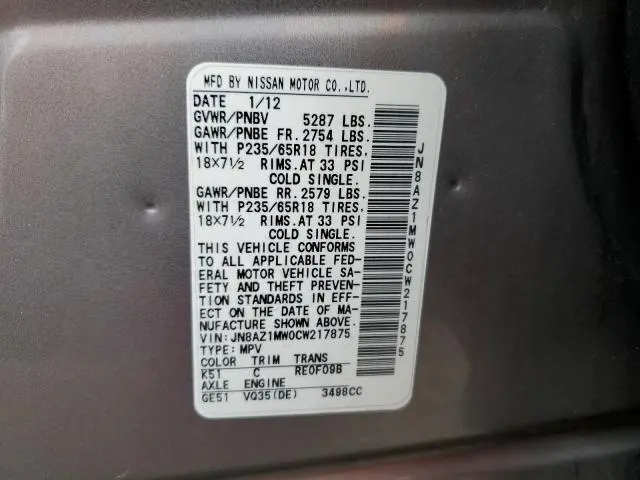 MFD BY NISSAN MOTOR CO.,LTD.
DATE 1/12
GVWR/PNBV 5287 LBS.
GAWR/PNBE FR. 2754 LBS.
WITH P235/65R18 TIRES,
18×7½ RIMS.AT 33 PSI
COLD SINGLE.
GAWR/PNBE RR. 2579 LBS.
WITH P235/65R18 TIRES,
18×7½ RIMS.AT 33 PSI
COLD SINGLE.
THIS VEHICLE CONFORMS
TO ALL APPLICABLE FED-
ERAL MOTOR VEHICLE SA-
FETY AND THEFT PREVEN-
TION STANDARDS IN EFF-
ECT ON THE DATE OF MA-
NUFACTURE SHOWN ABOVE.
VIN: JN8AZ1MW0CW217875
TYPE: MPV
COLOR TRIM TRANS
K51 C RE0F09B
AXLE ENGINE
GE51 VQ35(DE) 3498CC
JN8AZ1MW0CW217875